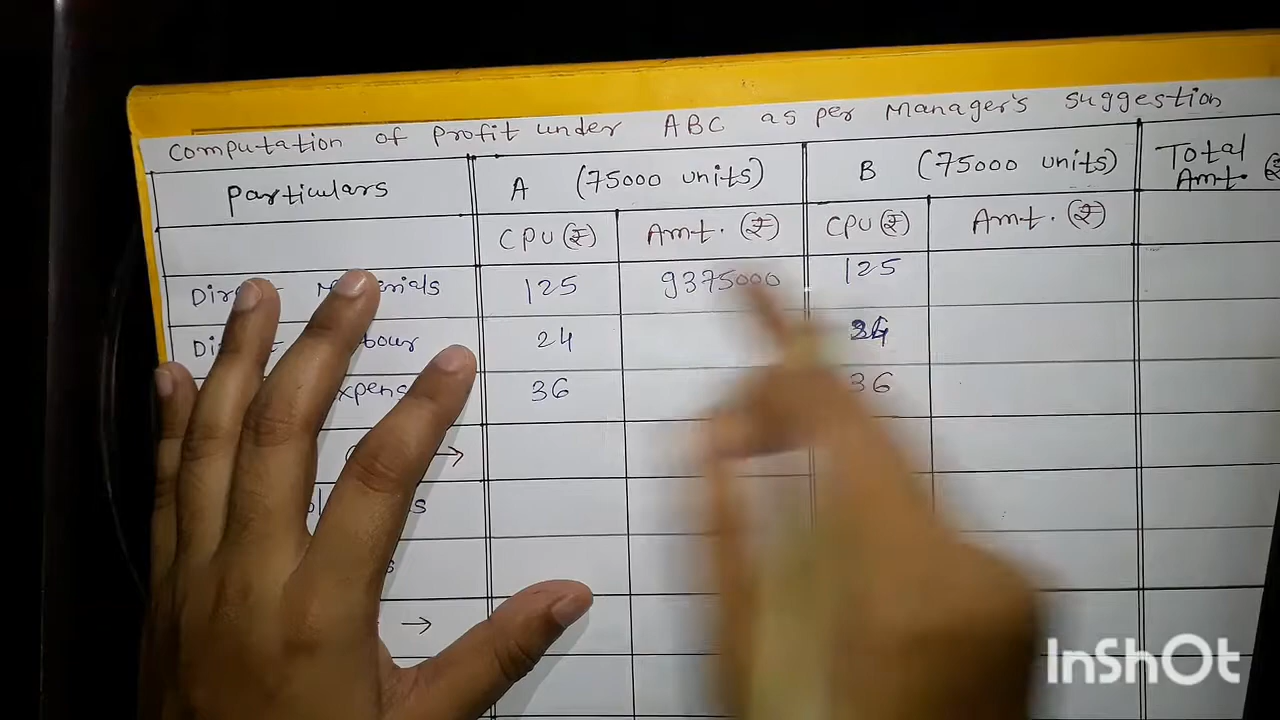 Computation of Profit under ABC as per Manager's suggestion
Particulars A (75000 units) B (75000 units) Total Amt.
CPU (₹) Amt. (₹) CPU (₹) Amt. (₹)
125 9375000 125
24
36 36
→
→
InShOt